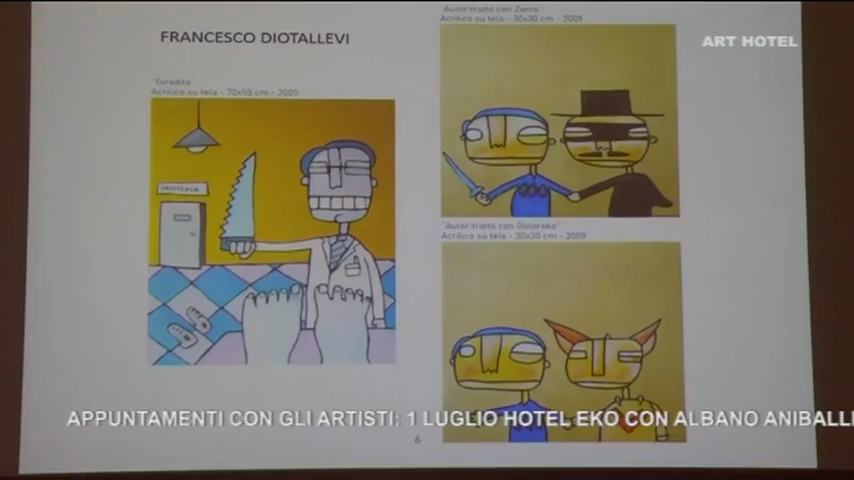 FRANCESCO DIOTALLEVI
"Giradito"
Acrilico su tela - 70x50 cm - 2005
"Autoritratto con Zorro"
Acrilico su tela - 30x30 cm - 2009
ART HOTEL
"Autoritratto con
Acrilico su tela - 30x30 cm - 2009
APPUNTAMENTI CON GLI ARTISTI: 1 LUGLIO HOTEL EKO CON ALBANO ANIBALLI
6